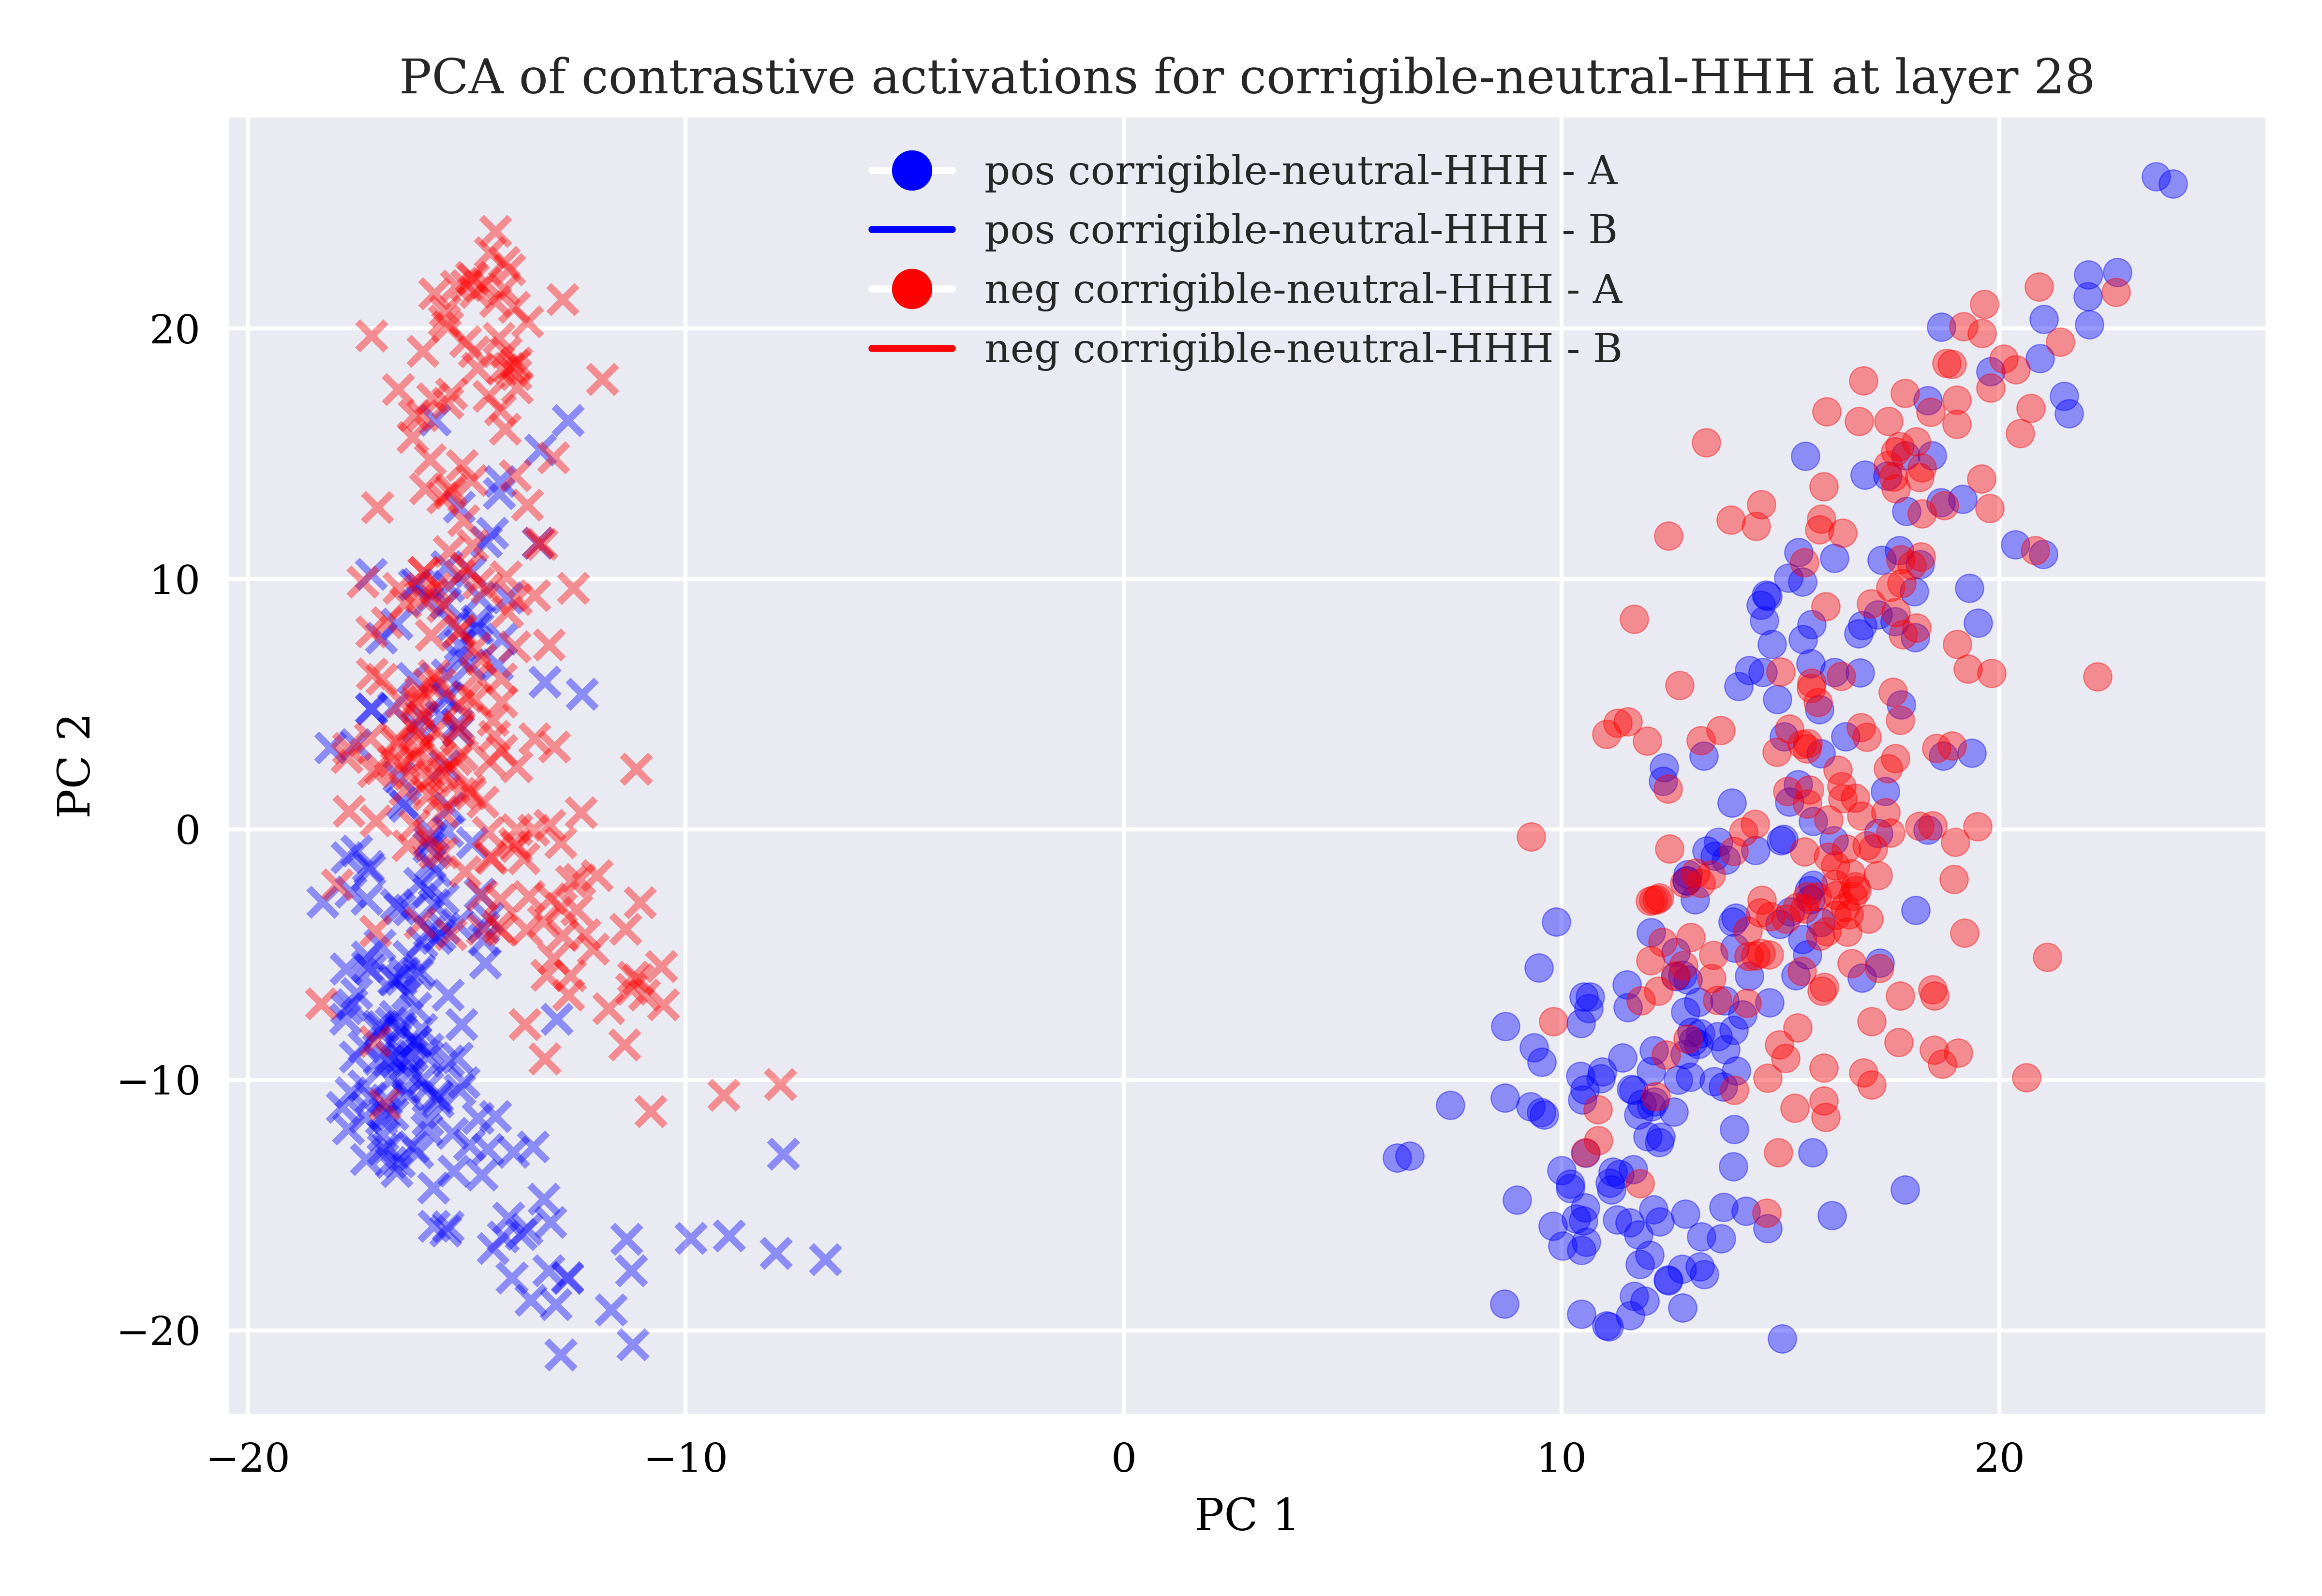 PCA of contrastive activations for corrigible-neutral-HHH at layer 28
pos corrigible-neutral-HHH - A
pos corrigible-neutral-HHH - B
neg corrigible-neutral-HHH - A
neg corrigible-neutral-HHH - B
20
10
0
−10
−20
PC 2
−20
−10
0
10
20
PC 1